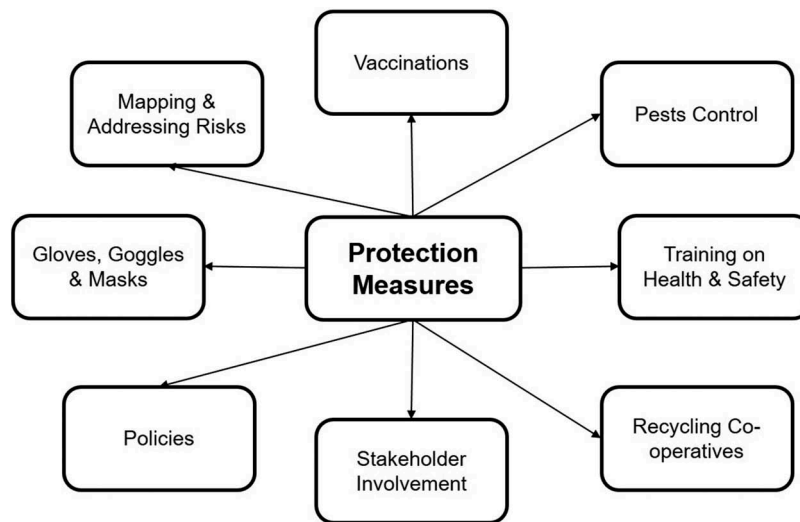 Vaccinations
Mapping &
Addressing Risks
Pests Control
Gloves, Goggles
& Masks
Protection
Measures
Training on
Health & Safety
Policies
Stakeholder
Involvement
Recycling Co-
operatives